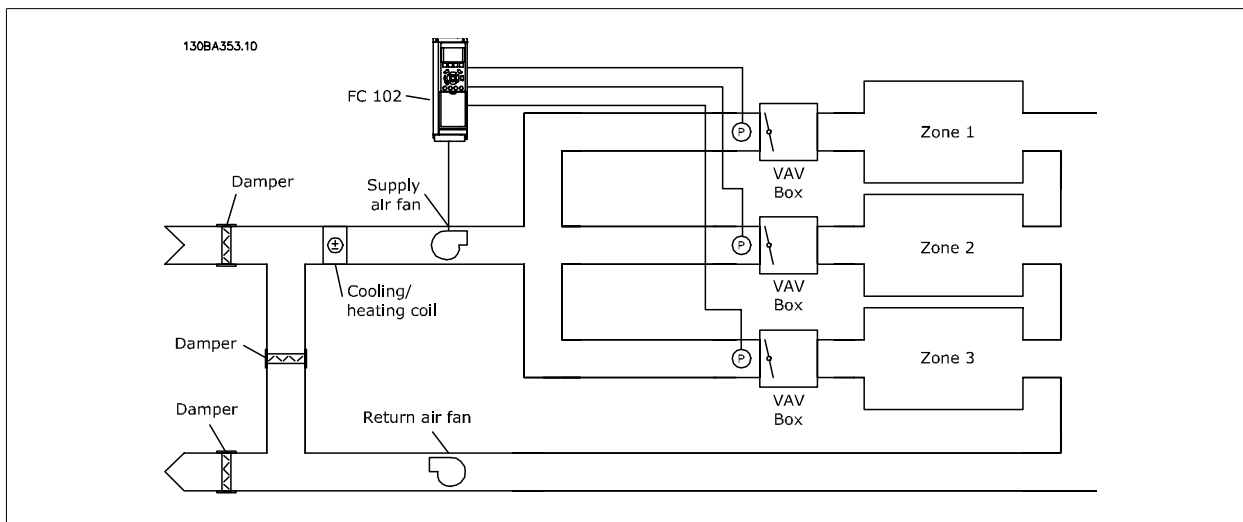 130BA353.10
FC 102
Damper
Supply
air fan
Cooling/
heating coil
Damper
Damper
Return air fan
P
VAV
Box
Zone 1
P
VAV
Box
Zone 2
P
VAV
Box
Zone 3